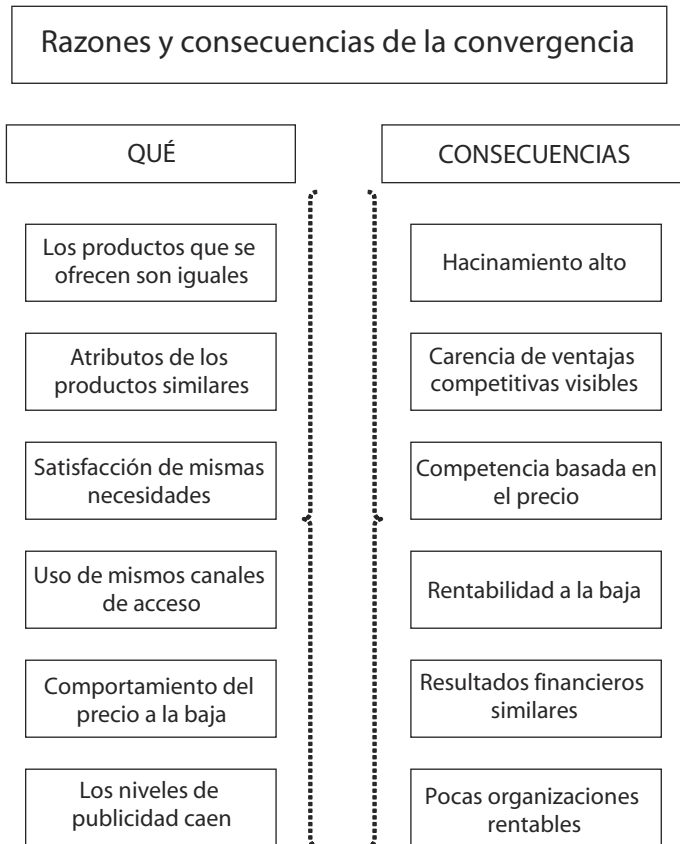 Razones y consecuencias de la convergencia
QUÉ
Los productos que se
ofrecen son iguales
Atributos de los
productos similares
Satisfacción de mismas
necesidades
Uso de mismos canales
de acceso
Comportamiento del
precio a la baja
Los niveles de
publicidad caen
CONSECUENCIAS
Hacinamiento alto
Carencia de ventajas
competitivas visibles
Competencia basada en
el precio
Rentabilidad a la baja
Resultados financieros
similares
Pocas organizaciones
rentables